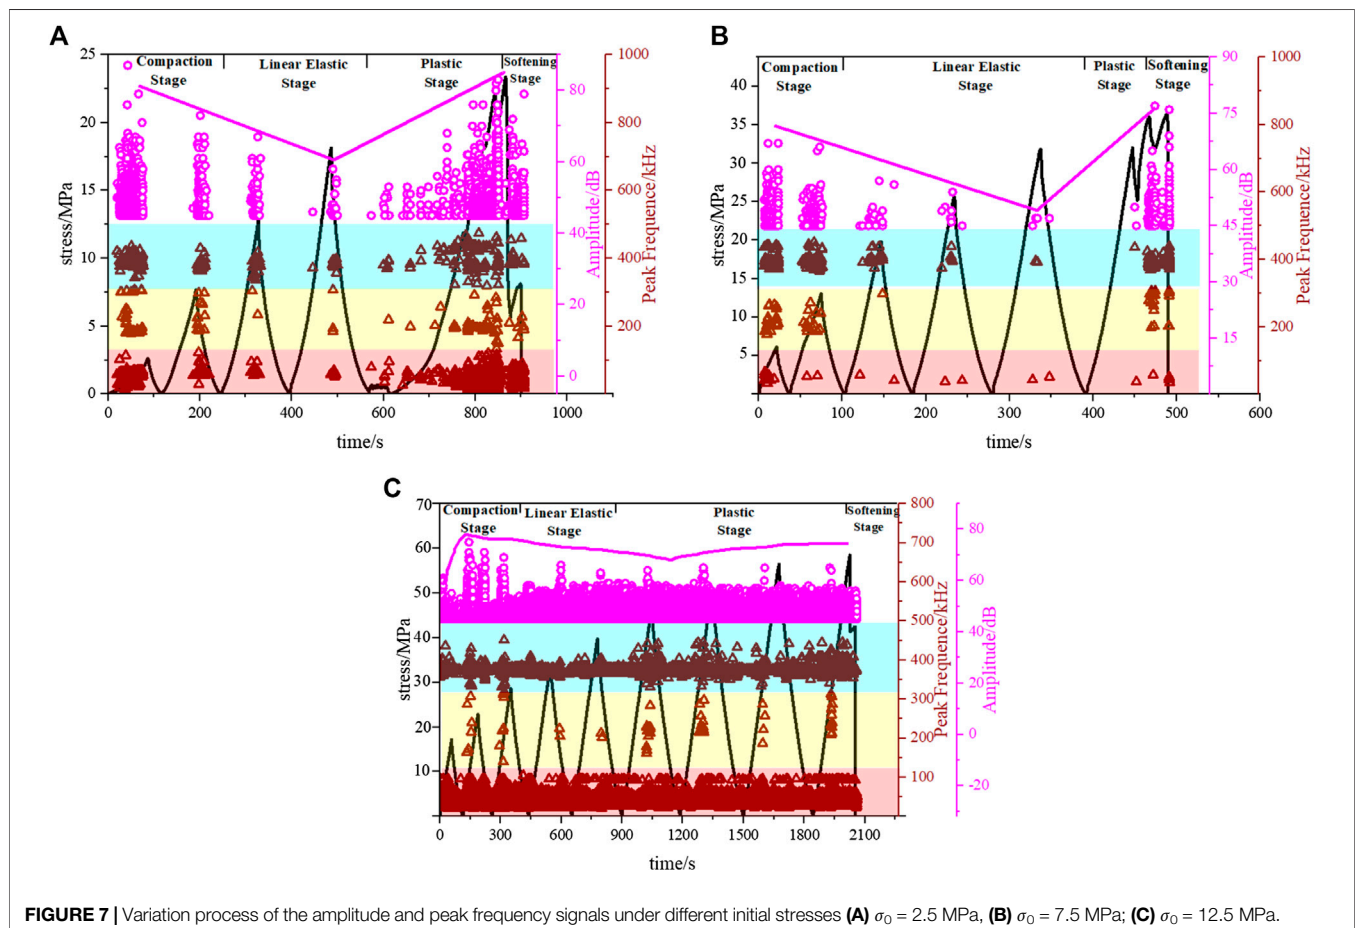 A
Compaction Stage
Linear Elastic Stage
Plastic Stage
Softening Stage
25
20
15
10
5
0
stress/MPa
0 200 400 600 800 1000
time/s
80
60
40
20
0
Amplitude/dB
1000
800
600
400
200
0
Peak Frequence/kHz
B
Compaction Stage
Linear Elastic Stage
Plastic Stage
Softening Stage
40
35
30
25
20
15
10
5
stress/MPa
0 100 200 300 400 500 600
time/s
90
75
60
45
30
15
0
Amplitude/dB
1000
800
600
400
200
0
Peak Frequence/kHz
C
Compaction Stage
Linear Elastic Stage
Plastic Stage
Softening Stage
70
60
50
40
30
20
10
stress/MPa
0 300 600 900 1200 1500 1800 2100
time/s
800
700
600
500
400
300
200
100
0
Peak Frequence/kHz
80
60
40
20
0
-20
Amplitude/dB
FIGURE 7 | Variation process of the amplitude and peak frequency signals under different initial stresses (A) σ₀ = 2.5 MPa, (B) σ₀ = 7.5 MPa; (C) σ₀ = 12.5 MPa.